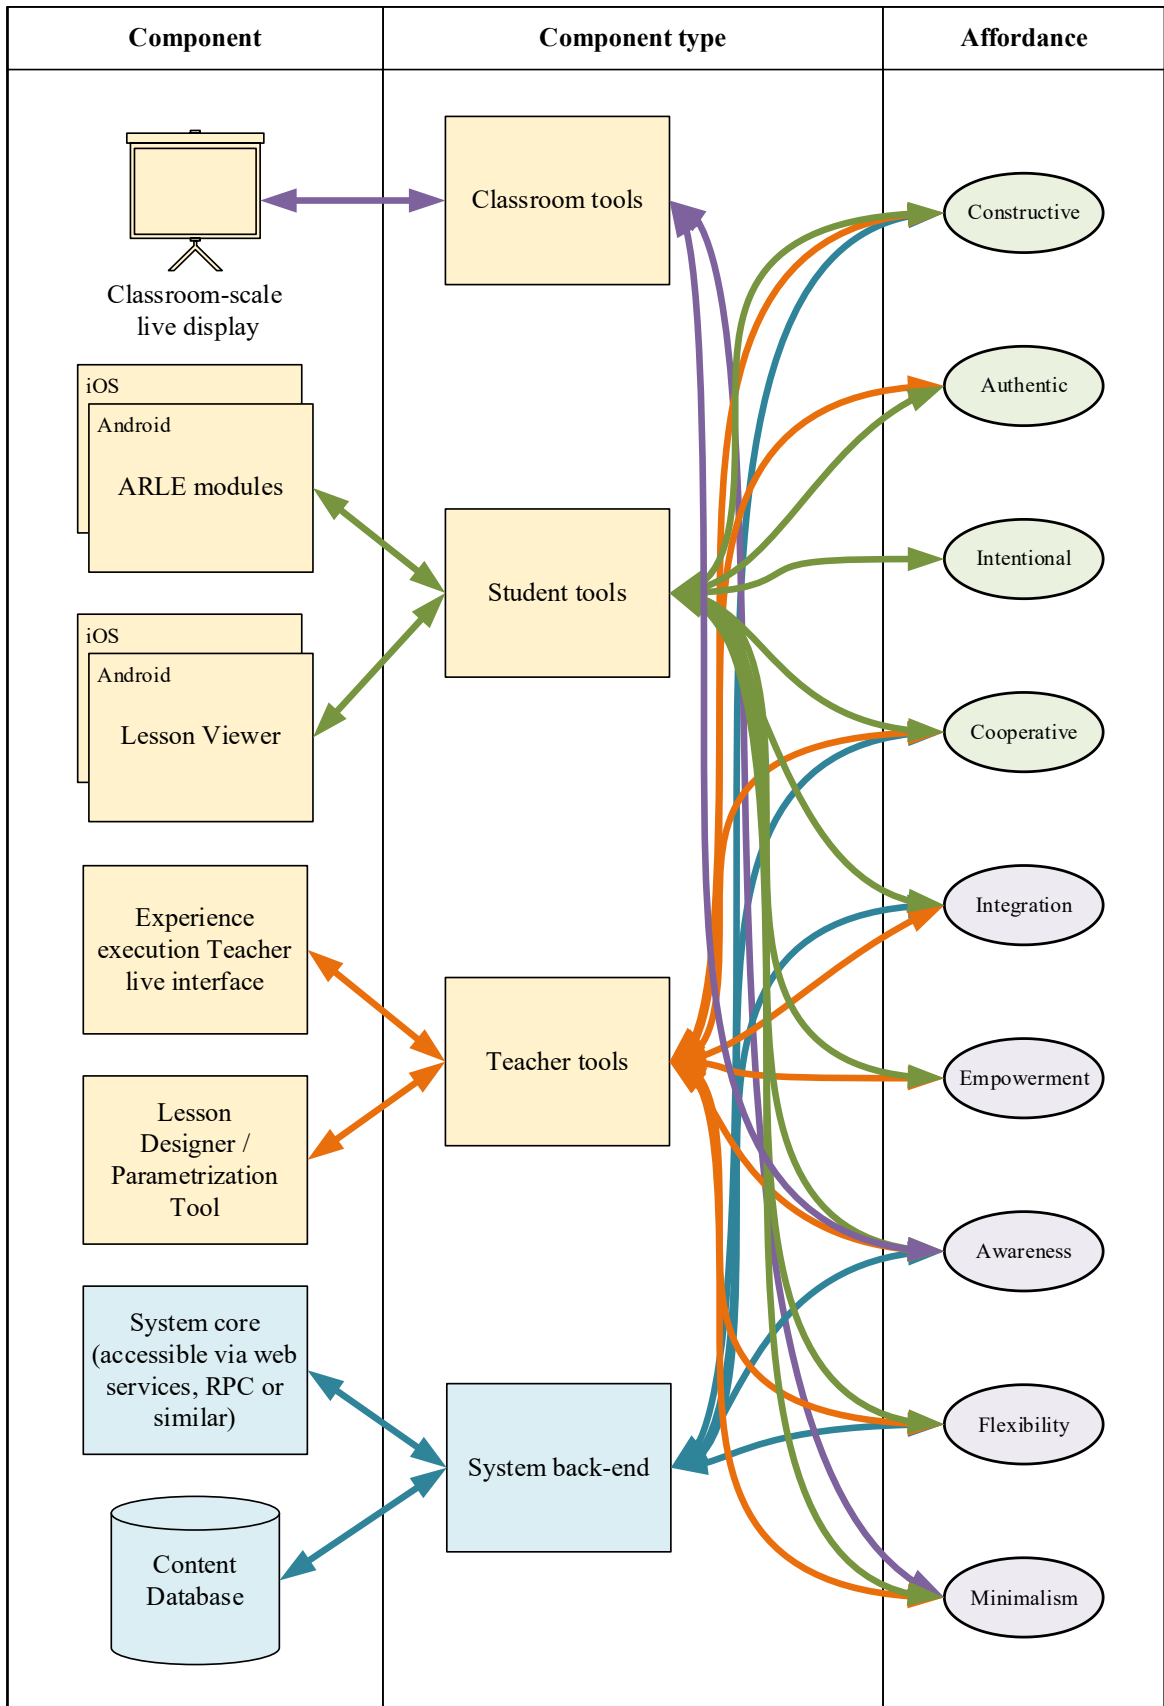 Component
Component type
Affordance
Classroom-scale
live display
iOS
Android
ARLE modules
iOS
Android
Lesson Viewer
Experience
execution Teacher
live interface
Lesson
Designer /
Parametrization
Tool
System core
(accessible via web
services, RPC or
similar)
Content
Database
Classroom tools
Student tools
Teacher tools
System back-end
Constructive
Authentic
Intentional
Cooperative
Integration
Empowerment
Awareness
Flexibility
Minimalism